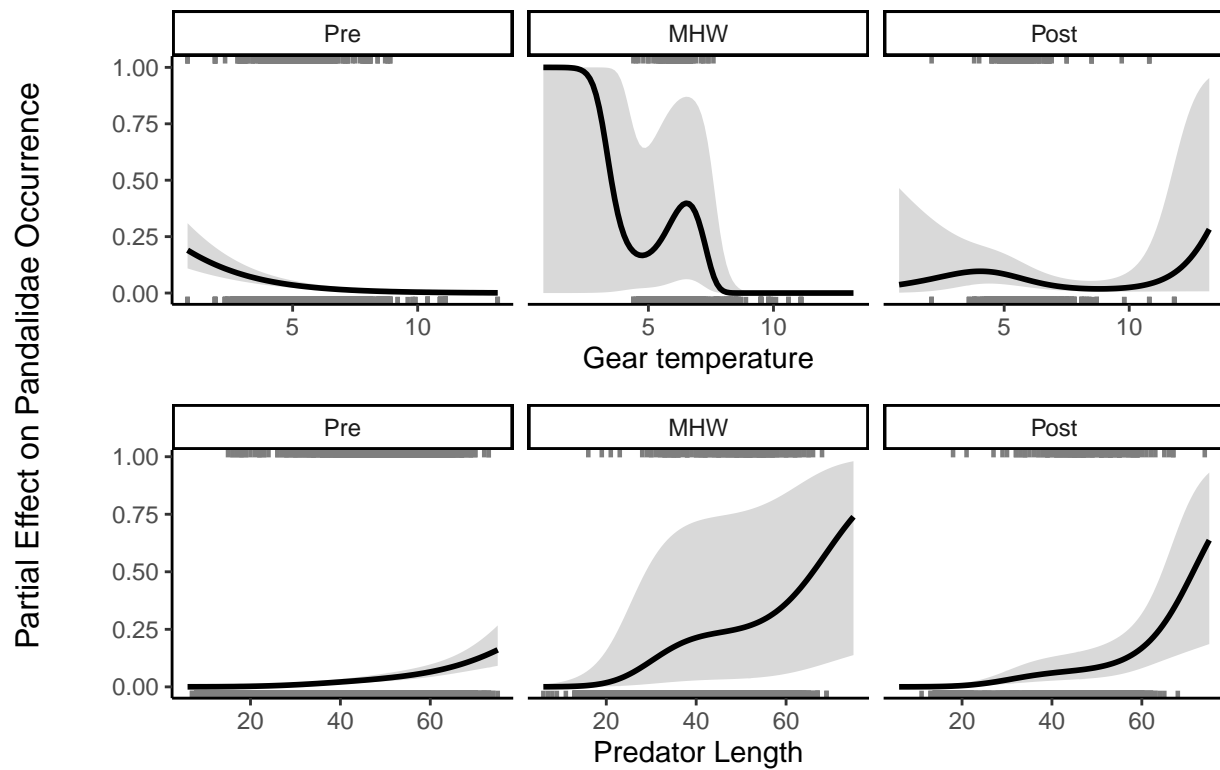 Partial Effect on Pandalidae Occurrence
Pre MHW Post
1.00
0.75
0.50
0.25
0.00
5 10 5 10 5 10
Gear temperature
Pre MHW Post
1.00
0.75
0.50
0.25
0.00
20 40 60 20 40 60 20 40 60
Predator Length